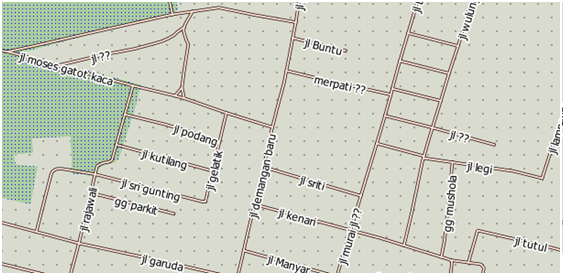 jl wulun
jl Buntu
jl ??
jl moses gatot kaca
merpati ??
jl podang
jl ??
jl kutilang
jl gelatik
jl demangan baru
jl legi
jl sri gunting
jl sriti
gg parkit
gg mushola
jl rajawali
jl kenari
jl murai
jl ??
jl tutul
jl garuda
jl Manyar